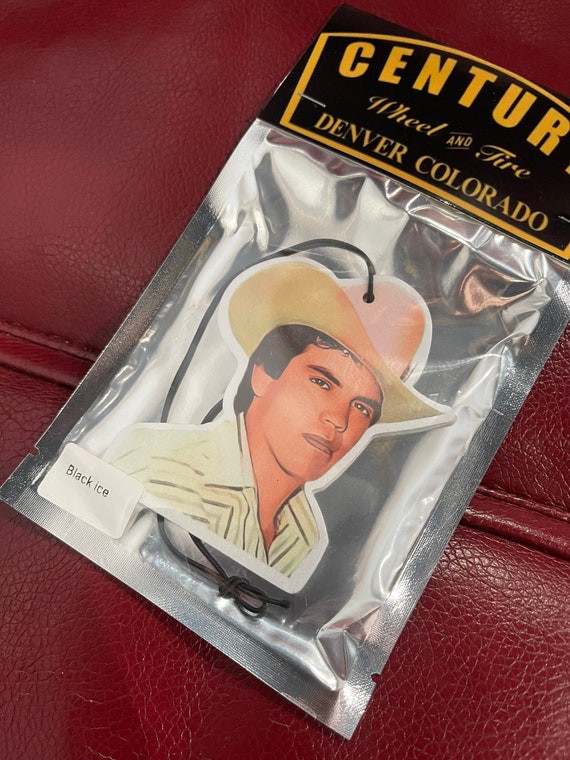 CENTUR
Wheel AND Tire
DENVER COLORADO
Black ice